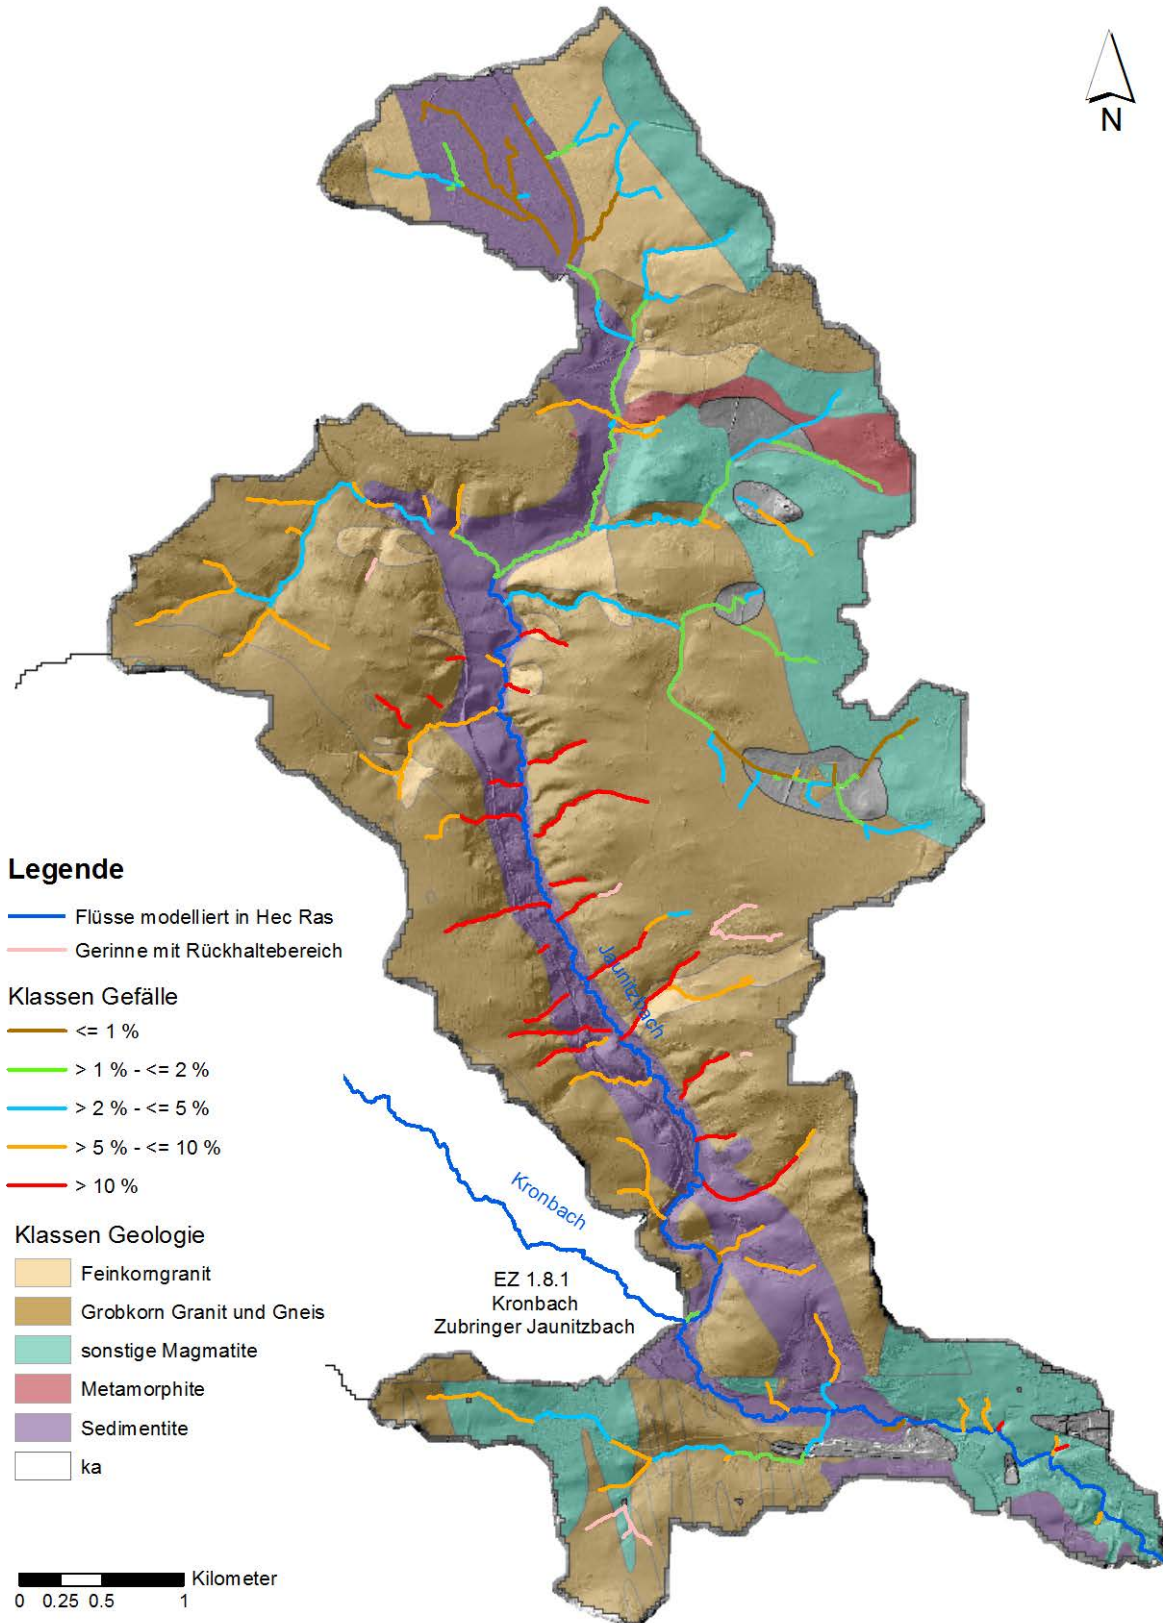 N
Legende
Flüsse modelliert in Hec Ras
Gerinne mit Rückhaltebereich
Klassen Gefälle
<= 1 %
> 1 % - <= 2 %
> 2 % - <= 5 %
> 5 % - <= 10 %
> 10 %
Klassen Geologie
Feinkorngranit
Grobkorn Granit und Gneis
sonstige Magmatite
Metamorphite
Sedimentite
ka
Kilometer
0 0.25 0.5 1
Jaunitzbach
Kronbach
EZ 1.8.1
Kronbach
Zubringer Jaunitzbach